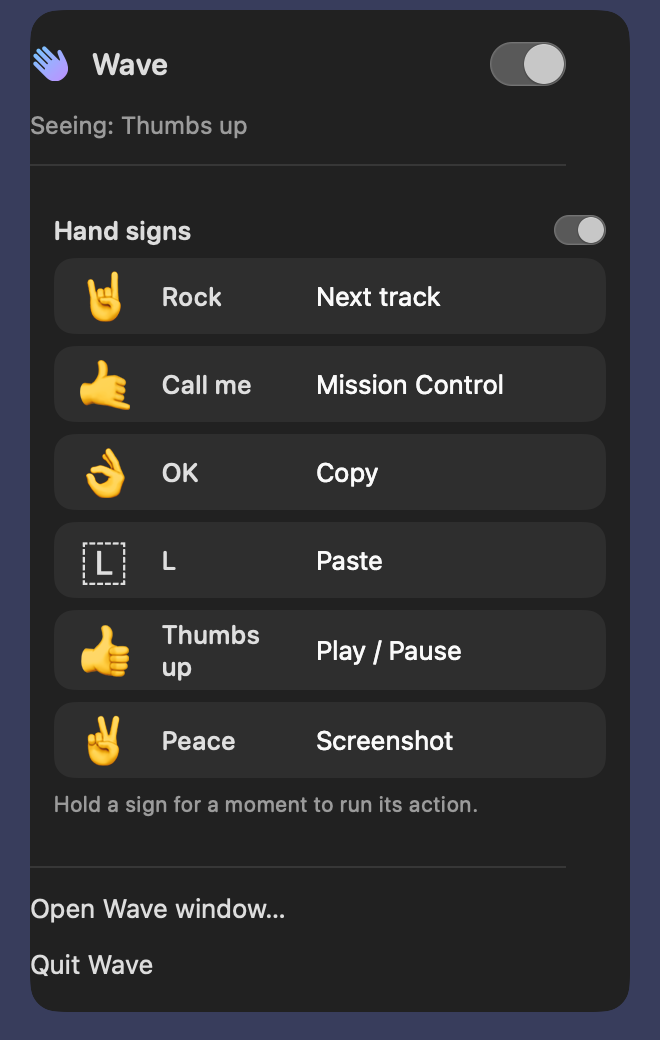 Wave
Seeing: Thumbs up
Hand signs
Rock Next track
Call me Mission Control
OK Copy
L L Paste
Thumbs up Play / Pause
Peace Screenshot
Hold a sign for a moment to run its action.
Open Wave window...
Quit Wave